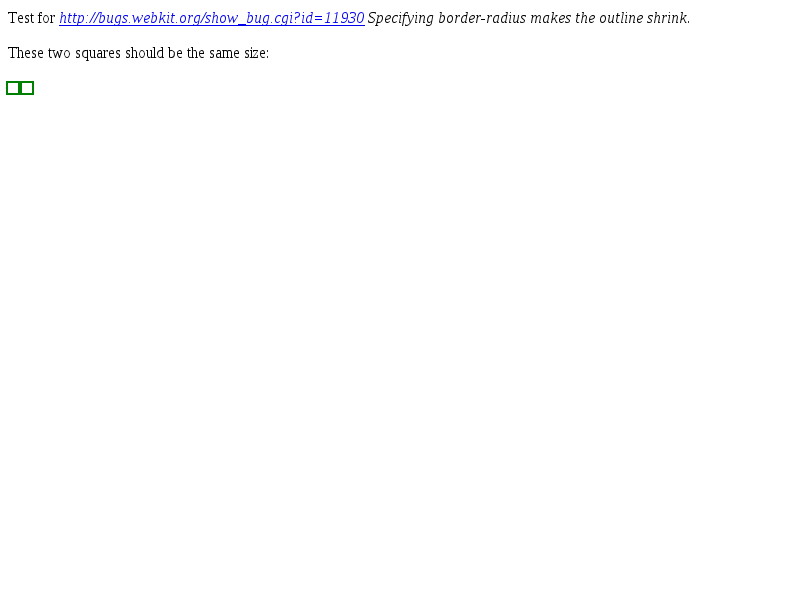 Test for http://bugs.webkit.org/show_bug.cgi?id=11930 Specifying border-radius makes the outline shrink.
These two squares should be the same size: